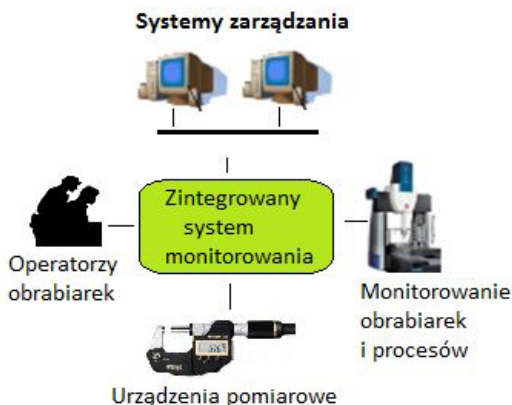 Systemy zarządzania
Zintegrowany
system
monitorowania
Operatorzy
obrabiarek
Monitorowanie
obrabiarek
i procesów
Urządzenia pomiarowe